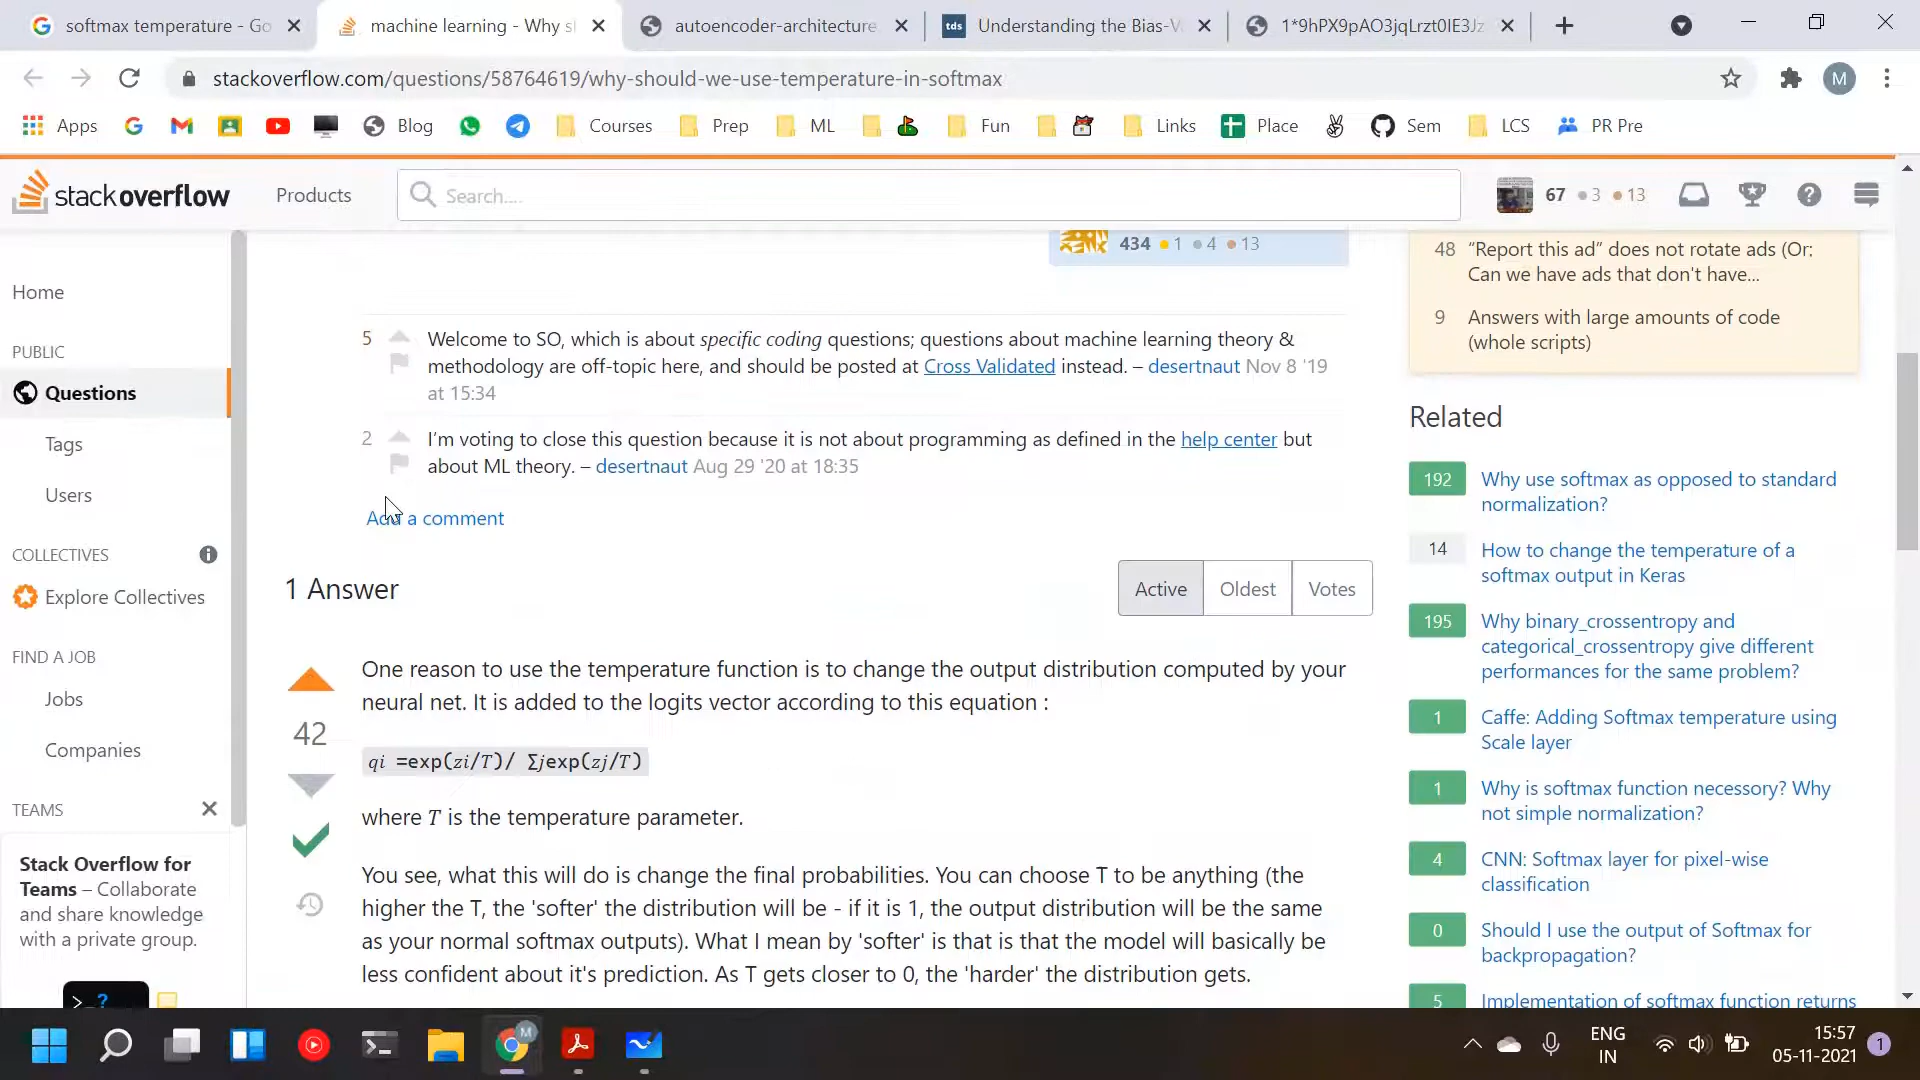 softmax temperature - Go
machine learning - Why s
autoencoder-architecture
tds
Understanding the Bias-V
1*9hPX9pAO3jqLrzt0IE3Jz
stackoverflow.com/questions/58764619/why-should-we-use-temperature-in-softmax
M
Apps
Blog
Courses
Prep
ML
Fun
Links
Place
Sem
LCS
PR Pre
stackoverflow
Products
Search....
67 3 13
Home
PUBLIC
Questions
Tags
Users
COLLECTIVES
Explore Collectives
FIND A JOB
Jobs
Companies
TEAMS
Stack Overflow for
Teams – Collaborate
and share knowledge
with a private group.
434 1 4 13
5
Welcome to SO, which is about specific coding questions; questions about machine learning theory &
methodology are off-topic here, and should be posted at Cross Validated instead. – desertnaut Nov 8 '19
at 15:34
2
I'm voting to close this question because it is not about programming as defined in the help center but
about ML theory. – desertnaut Aug 29 '20 at 18:35
Add a comment
1 Answer
Active
Oldest
Votes
42
One reason to use the temperature function is to change the output distribution computed by your
neural net. It is added to the logits vector according to this equation :
qi =exp(zi/T)/ Σjexp(zj/T)
where T is the temperature parameter.
You see, what this will do is change the final probabilities. You can choose T to be anything (the
higher the T, the 'softer' the distribution will be - if it is 1, the output distribution will be the same
as your normal softmax outputs). What I mean by 'softer' is that is that the model will basically be
less confident about it's prediction. As T gets closer to 0, the 'harder' the distribution gets.
48 “Report this ad” does not rotate ads (Or:
Can we have ads that don't have...
9 Answers with large amounts of code
(whole scripts)
Related
192 Why use softmax as opposed to standard
normalization?
14 How to change the temperature of a
softmax output in Keras
195 Why binary_crossentropy and
categorical_crossentropy give different
performances for the same problem?
1 Caffe: Adding Softmax temperature using
Scale layer
1 Why is softmax function necessory? Why
not simple normalization?
4 CNN: Softmax layer for pixel-wise
classification
0 Should I use the output of Softmax for
backpropagation?
5 Implementation of softmax function returns
M
ENG
IN
15:57
05-11-2021
1